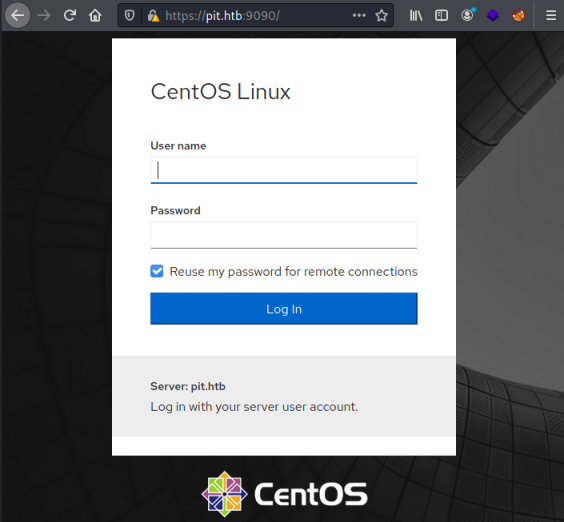 https://pit.htb:9090/
CentOS Linux
User name
Password
Reuse my password for remote connections
Log In
Server: pit.htb
Log in with your server user account.
CentOS